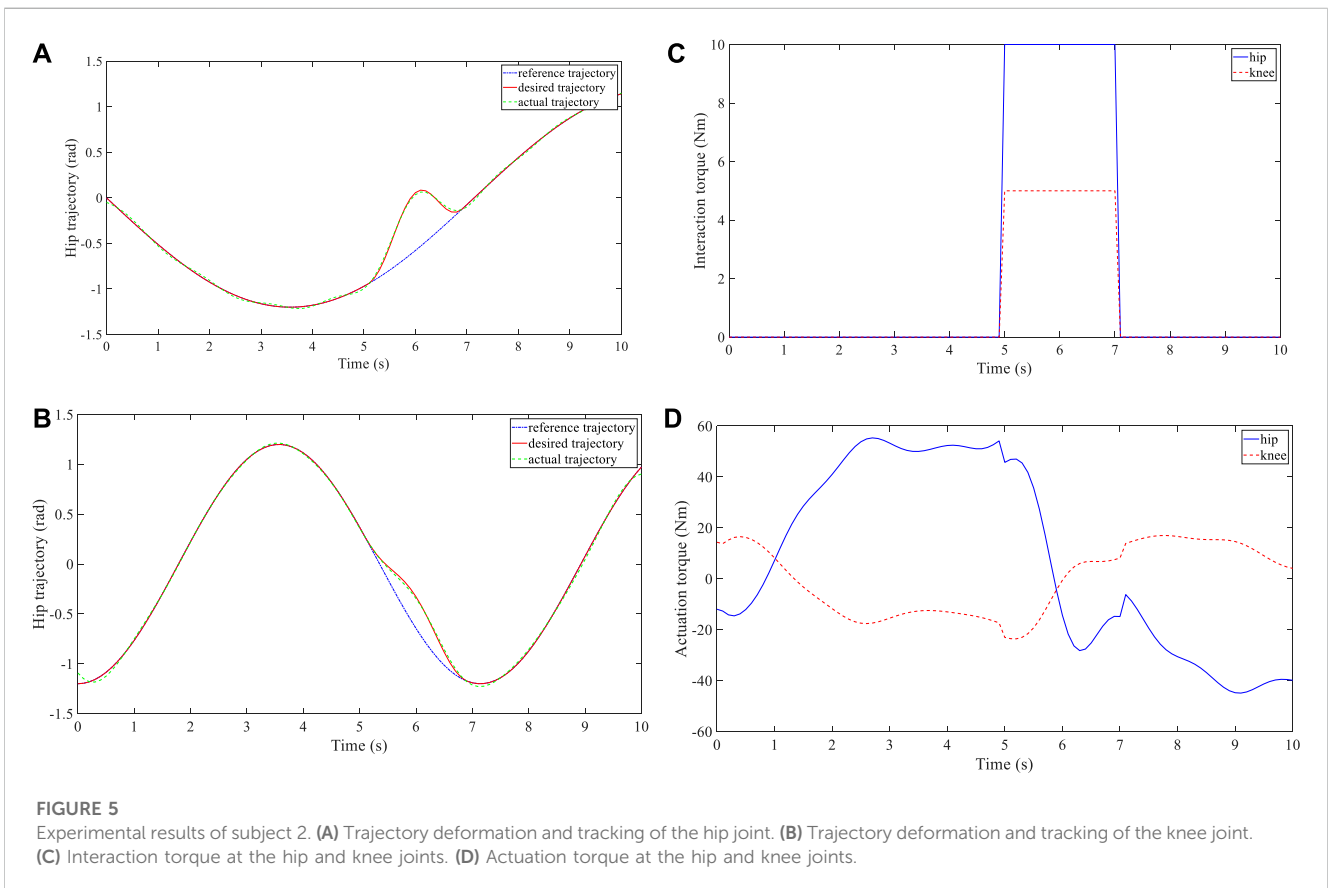 A
1.5
1
0.5
0
-0.5
-1
-1.5
0 1 2 3 4 5 6 7 8 9 10
Time (s)
Hip trajectory (rad)
reference trajectory
desired trajectory
actual trajectory
C
10
8
6
4
2
0
0 1 2 3 4 5 6 7 8 9 10
Time (s)
Interaction torque (Nm)
hip
knee
B
1.5
1
0.5
0
-0.5
-1
-1.5
0 1 2 3 4 5 6 7 8 9 10
Time (s)
Hip trajectory (rad)
reference trajectory
desired trajectory
actual trajectory
D
60
40
20
0
-20
-40
-60
0 1 2 3 4 5 6 7 8 9 10
Time (s)
Actuation torque (Nm)
hip
knee
FIGURE 5
Experimental results of subject 2. (A) Trajectory deformation and tracking of the hip joint. (B) Trajectory deformation and tracking of the knee joint.
(C) Interaction torque at the hip and knee joints. (D) Actuation torque at the hip and knee joints.